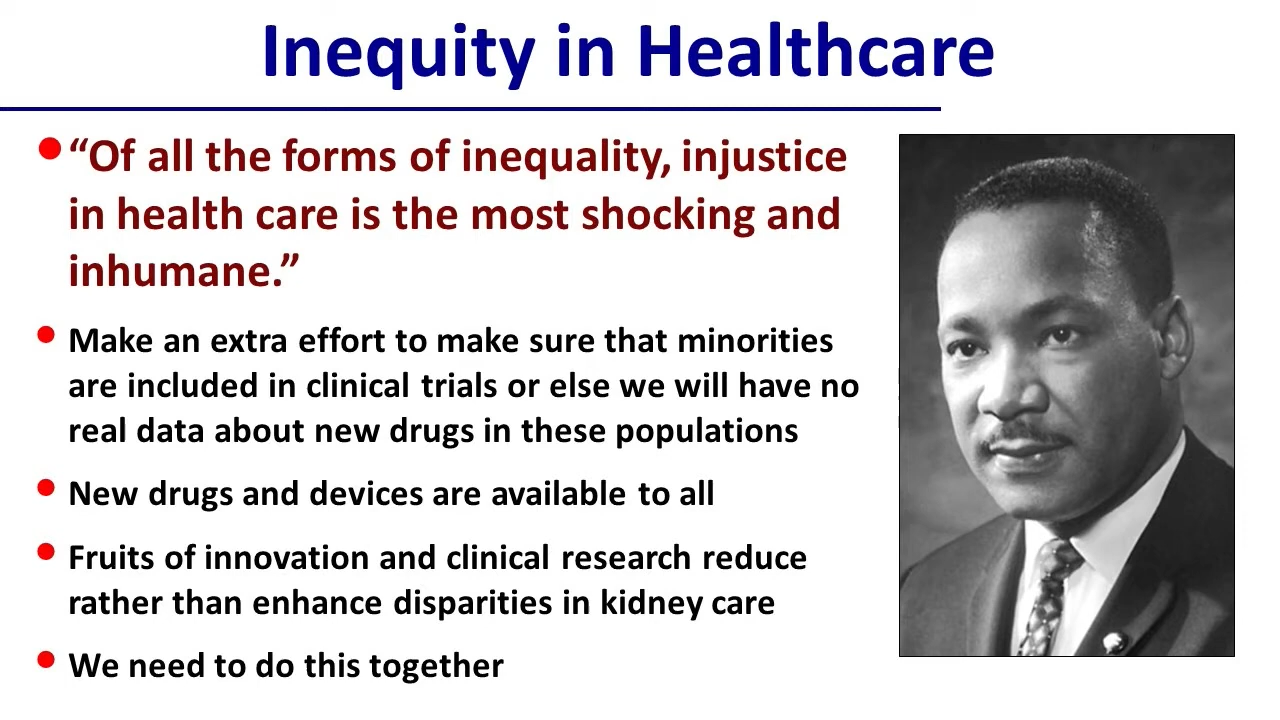 Inequity in Healthcare
“Of all the forms of inequality, injustice
in health care is the most shocking and
inhumane.”
Make an extra effort to make sure that minorities
are included in clinical trials or else we will have no
real data about new drugs in these populations
New drugs and devices are available to all
Fruits of innovation and clinical research reduce
rather than enhance disparities in kidney care
We need to do this together